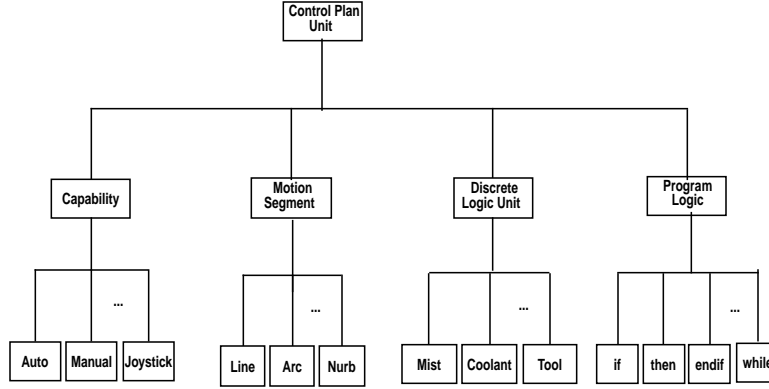 Control Plan
Unit
Capability
Motion
Segment
Discrete
Logic Unit
Program
Logic
...
...
...
...
Auto
Manual
Joystick
Line
Arc
Nurb
Mist
Coolant
Tool
if
then
endif
while